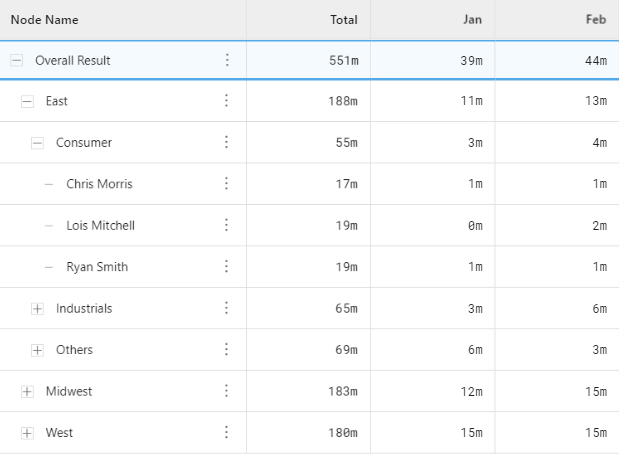 Node Name Total Jan Feb
Overall Result 551m 39m 44m
East 188m 11m 13m
Consumer 55m 3m 4m
Chris Morris 17m 1m 1m
Lois Mitchell 19m 0m 2m
Ryan Smith 19m 1m 1m
Industrials 65m 3m 6m
Others 69m 6m 3m
Midwest 183m 12m 15m
West 180m 15m 15m